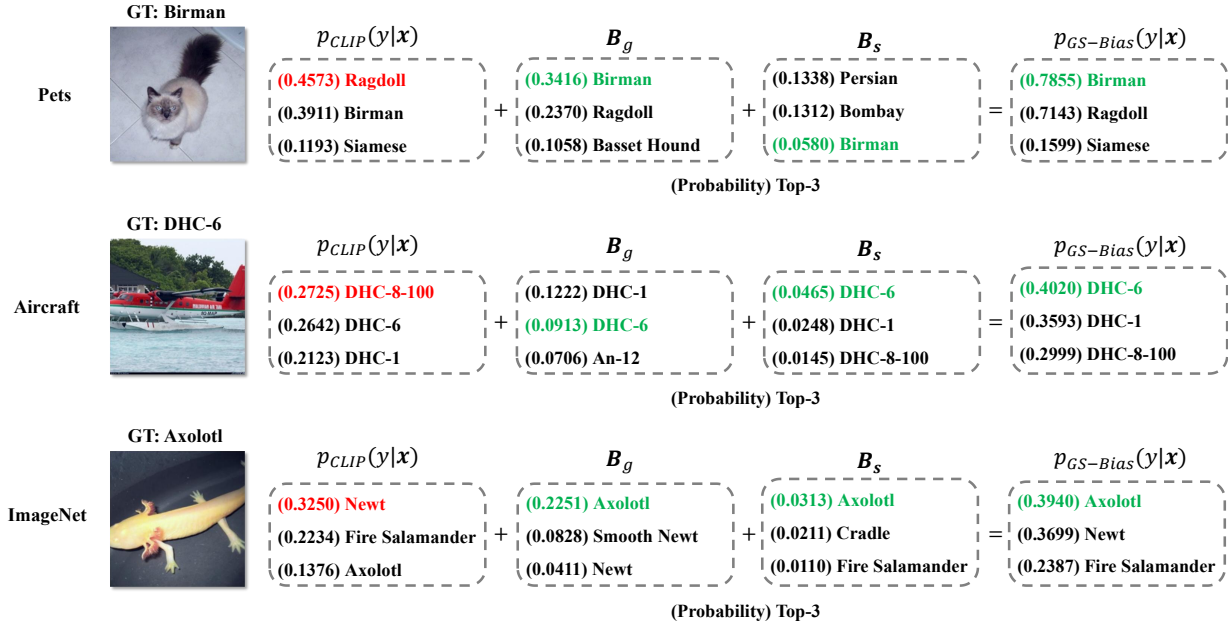 GT: Birman
Pets
p_CLIP(y|x)
(0.4573) Ragdoll
(0.3911) Birman
(0.1193) Siamese
+
B_g
(0.3416) Birman
(0.2370) Ragdoll
(0.1058) Basset Hound
+
B_s
(0.1338) Persian
(0.1312) Bombay
(0.0580) Birman
=
p_GS−Bias(y|x)
(0.7855) Birman
(0.7143) Ragdoll
(0.1599) Siamese
(Probability) Top-3
GT: DHC-6
Aircraft
p_CLIP(y|x)
(0.2725) DHC-8-100
(0.2642) DHC-6
(0.2123) DHC-1
+
B_g
(0.1222) DHC-1
(0.0913) DHC-6
(0.0706) An-12
+
B_s
(0.0465) DHC-6
(0.0248) DHC-1
(0.0145) DHC-8-100
=
p_GS−Bias(y|x)
(0.4020) DHC-6
(0.3593) DHC-1
(0.2999) DHC-8-100
(Probability) Top-3
GT: Axolotl
ImageNet
p_CLIP(y|x)
(0.3250) Newt
(0.2234) Fire Salamander
(0.1376) Axolotl
+
B_g
(0.2251) Axolotl
(0.0828) Smooth Newt
(0.0411) Newt
+
B_s
(0.0313) Axolotl
(0.0211) Cradle
(0.0110) Fire Salamander
=
p_GS−Bias(y|x)
(0.3940) Axolotl
(0.3699) Newt
(0.2387) Fire Salamander
(Probability) Top-3